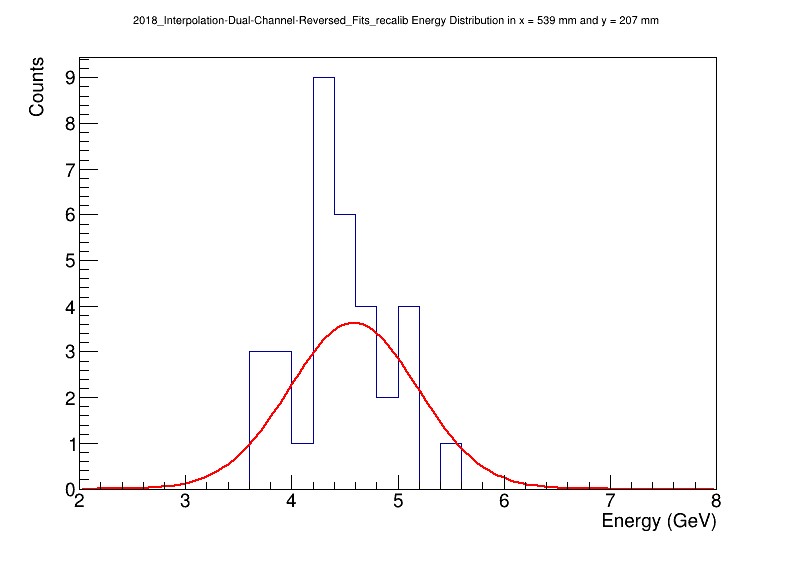 2018_Interpolation-Dual-Channel-Reversed_Fits_recalib Energy Distribution in x = 539 mm and y = 207 mm
Counts
9
8
7
6
5
4
3
2
1
0
2 3 4 5 6 7 8
Energy (GeV)